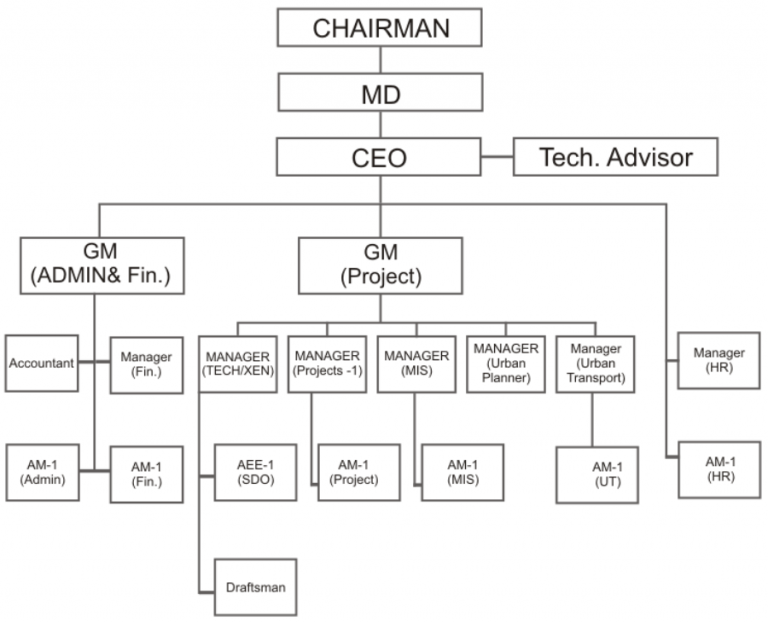 CHAIRMAN
MD
CEO
Tech. Advisor
GM
(ADMIN& Fin.)
GM
(Project)
Accountant
Manager
(Fin.)
MANAGER
(TECH/XEN)
MANAGER
(Projects -1)
MANAGER
(MIS)
MANAGER
(Urban
Planner)
Manager
(Urban
Transport)
Manager
(HR)
AM-1
(Admin)
AM-1
(Fin.)
AEE-1
(SDO)
AM-1
(Project)
AM-1
(MIS)
AM-1
(UT)
AM-1
(HR)
Draftsman